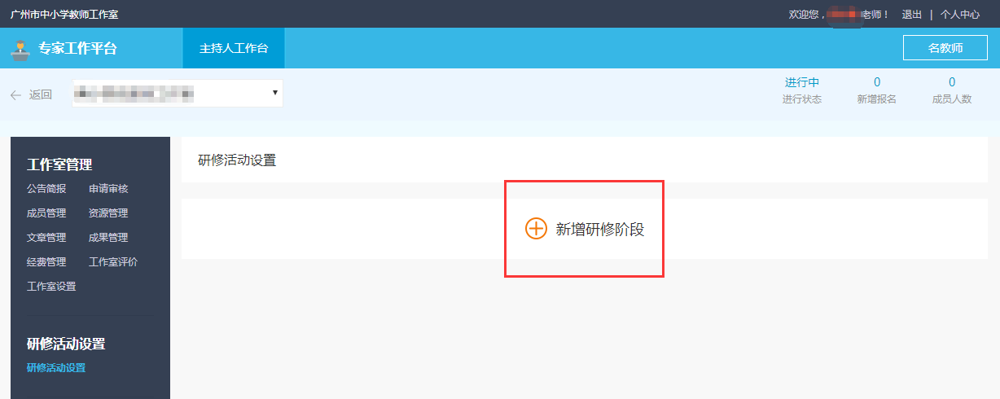 广州市中小学教师工作室
欢迎您，老师！ 退出 | 个人中心
专家工作平台
主持人工作台
名教师
返回
进行中 0 0
进行状态 新增报名 成员人数
工作室管理
公告简报 申请审核
成员管理 资源管理
文章管理 成果管理
经费管理 工作室评价
工作室设置
研修活动设置
研修活动设置
研修活动设置
新增研修阶段